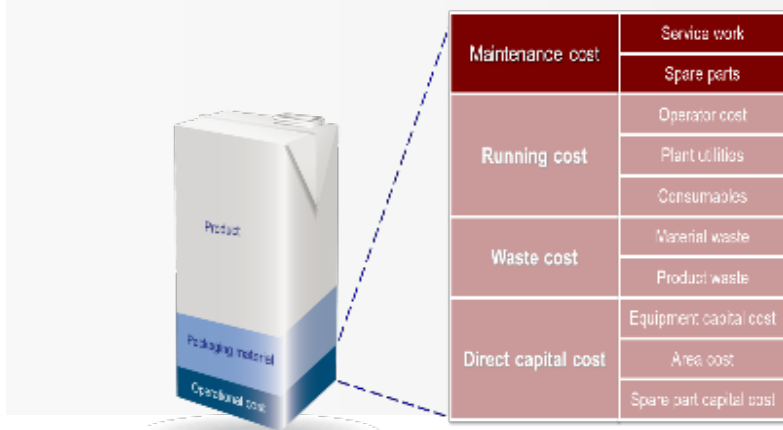 Product
Packaging material
Operational cost
Maintenance cost
Service work
Spare parts
Running cost
Operator cost
Plant utilities
Consumables
Waste cost
Material waste
Product waste
Direct capital cost
Equipment capital cost
Area cost
Spare part capital cost